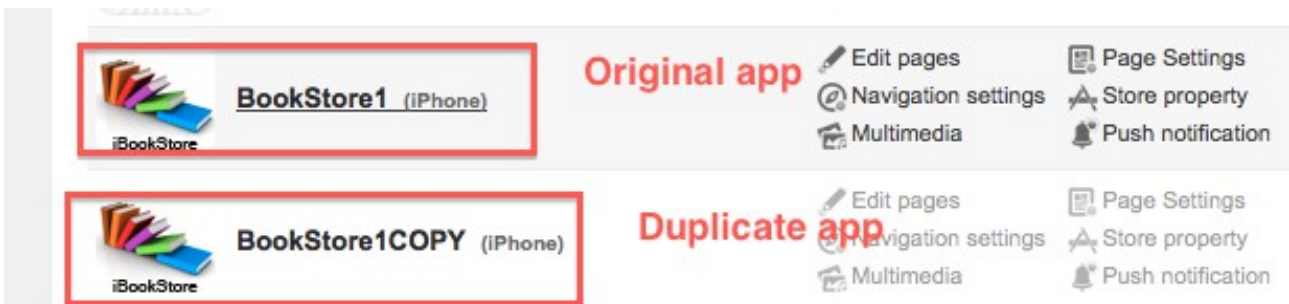 BookStore1 (iPhone)
iBookStore
Original app
Edit pages
Navigation settings
Multimedia
Page Settings
Store property
Push notification
BookStore1COPY (iPhone)
iBookStore
Duplicate app
Edit pages
Navigation settings
Multimedia
Page Settings
Store property
Push notification